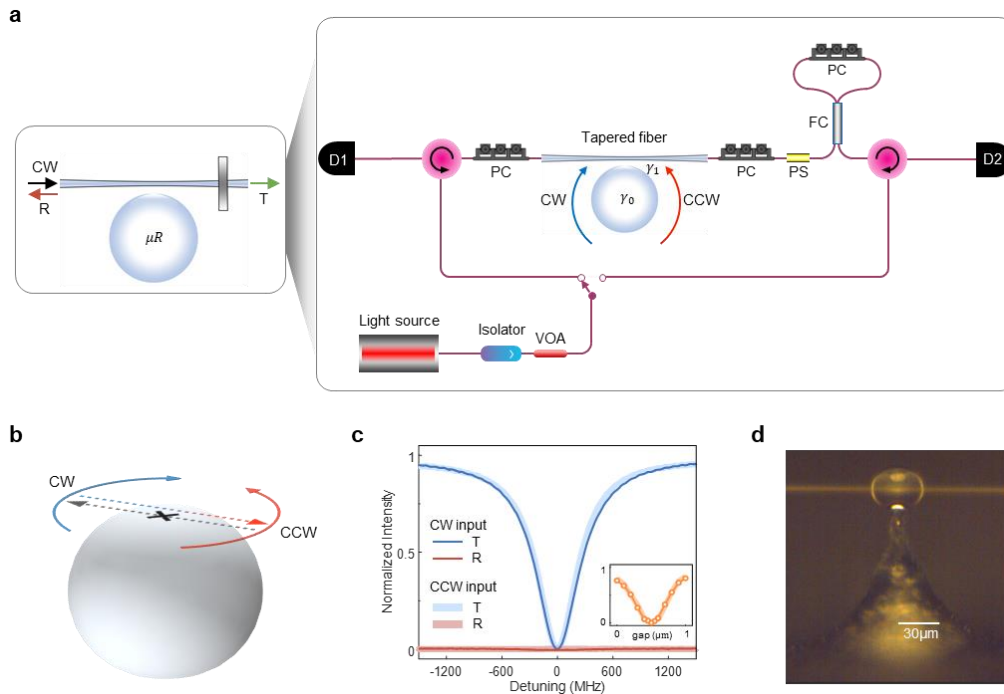 a
CW
R
T
μR
D1
PC
Tapered fiber
γ₁
γ₀
CW
CCW
PC
PS
PC
FC
D2
Light source
Isolator
VOA
b
CW
CCW
c
Normalized Intensity
1
0.5
0
CW input
T
R
CCW input
T
R
1
0
0 gap (μm) 1
-1200 -600 0 600 1200
Detuning (MHz)
d
30μm